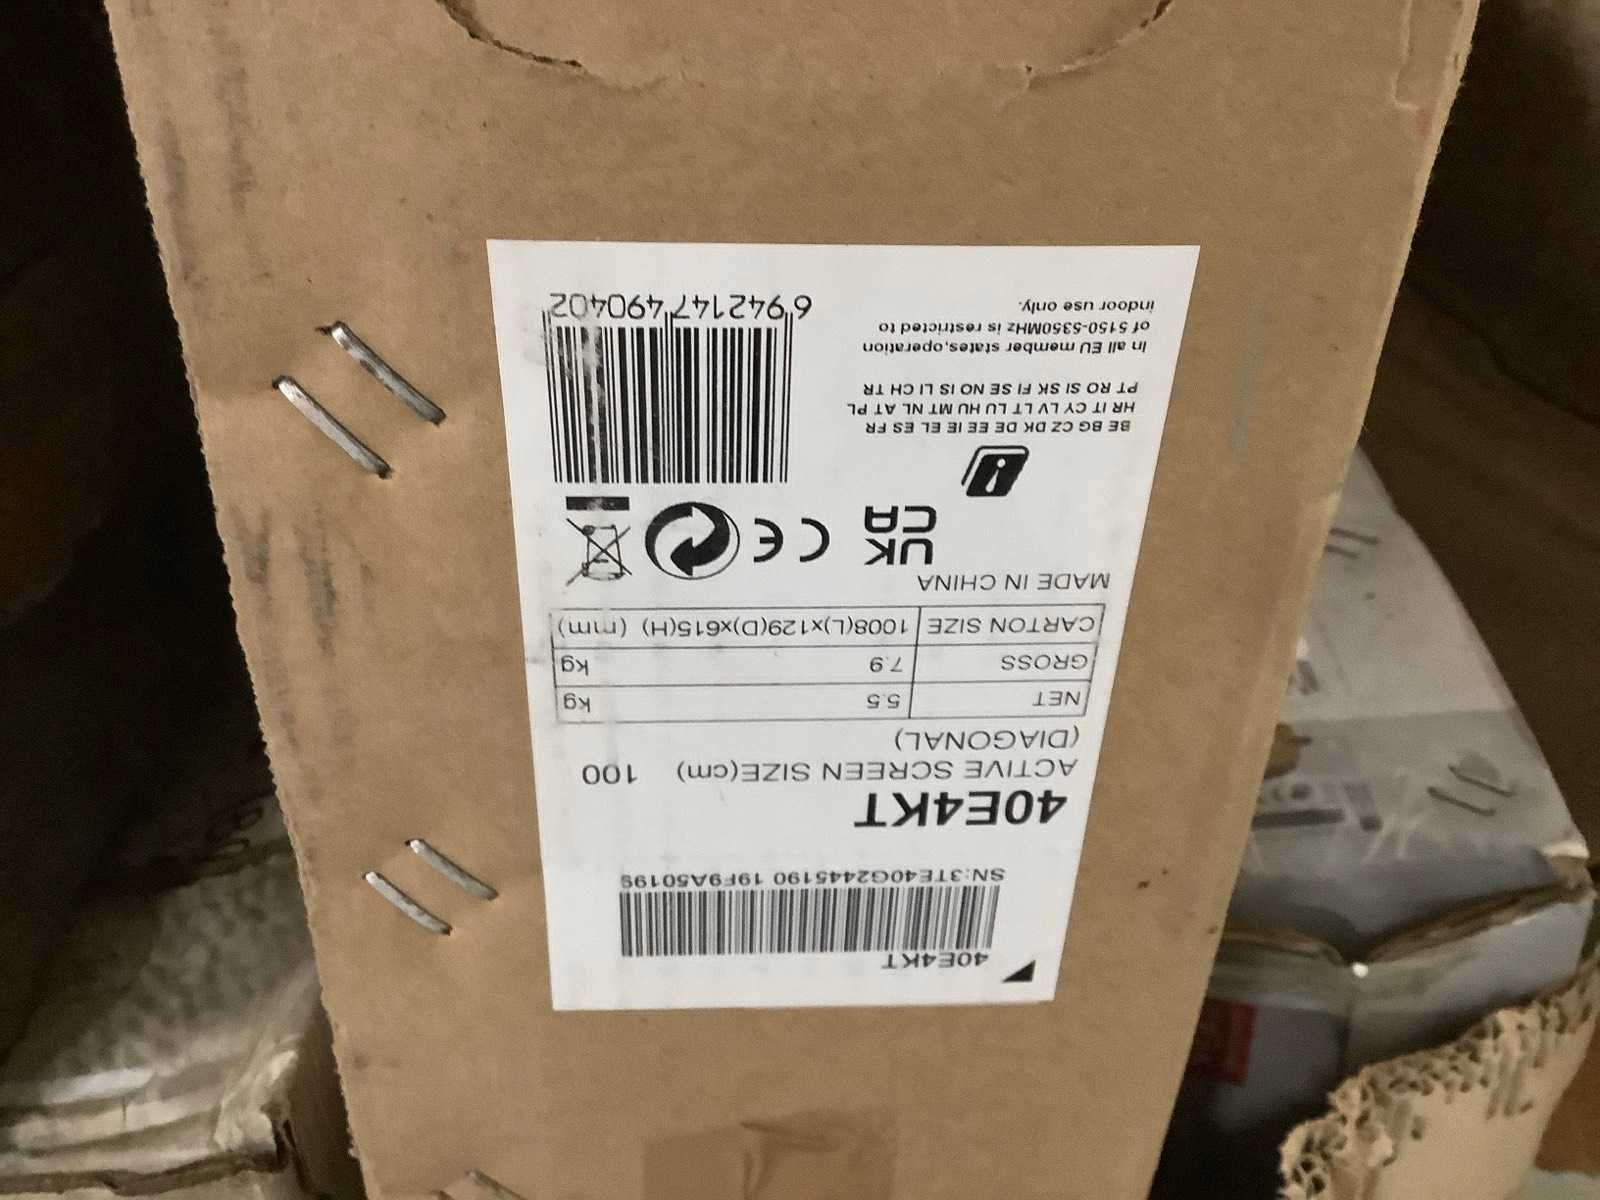 40E4KT
SN:3TE40G2445190 19F9A50199
40E4KT
ACTIVE SCREEN SIZE(cm) 100
(DIAGONAL)
NET 5.5 kg
GROSS 7.9 kg
CARTON SIZE 1008(L)x129(D)x615(H) (mm)
MADE IN CHINA
UK
CA
CE
BE BG CZ DK DE EE IE EL ES FR
HR IT CY LV LT LU HU MT NL AT PL
PT RO SI SK FI SE NO IS LI CH TR
In all EU member states,operation
of 5150-5350MHz is restricted to
indoor use only.
6942147490402